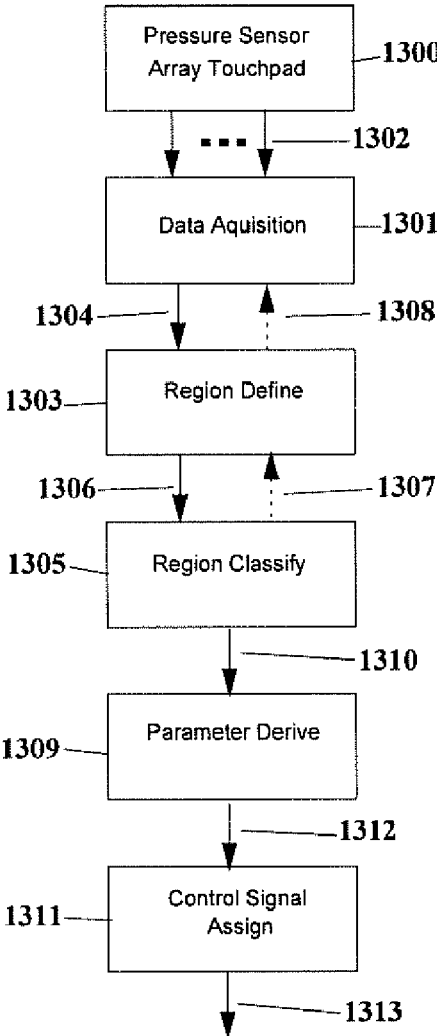 Pressure Sensor
Array Touchpad
1300
1302
Data Aquisition
1301
1304
1308
1303
Region Define
1306
1307
1305
Region Classify
1310
1309
Parameter Derive
1312
1311
Control Signal
Assign
1313